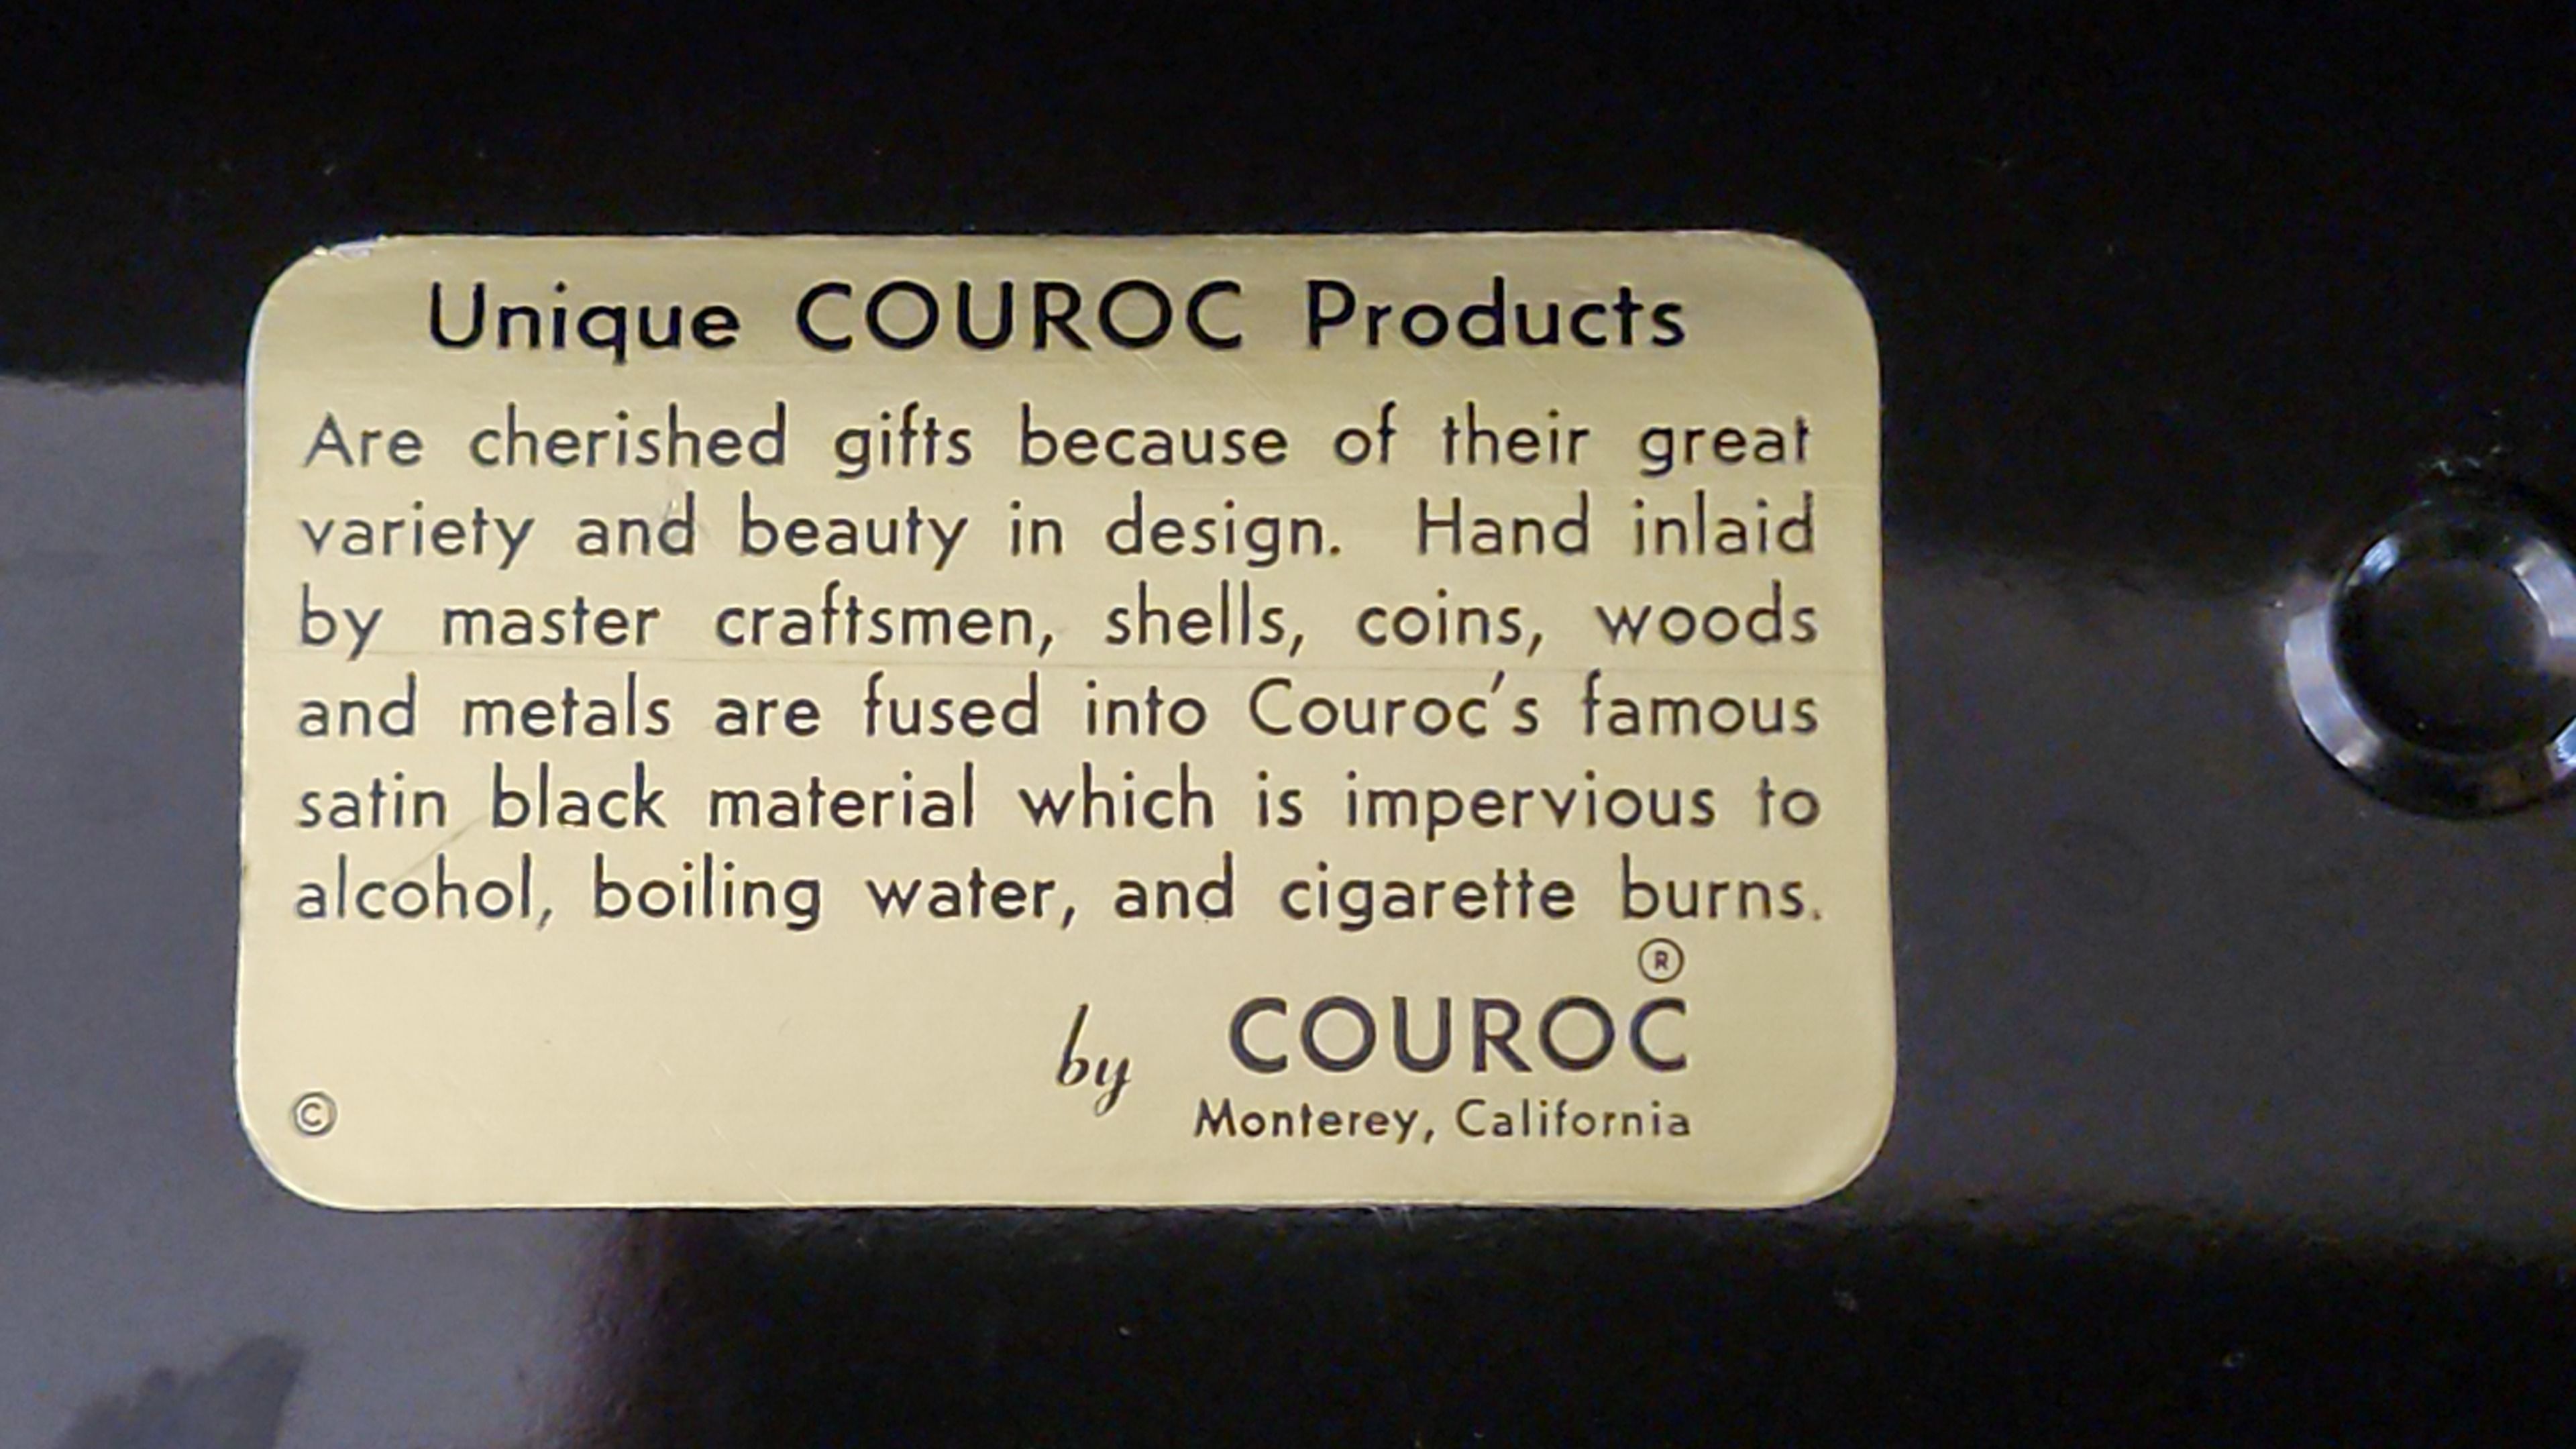 Unique COUROC Products
Are cherished gifts because of their great
variety and beauty in design. Hand inlaid
by master craftsmen, shells, coins, woods
and metals are fused into Couroc's famous
satin black material which is impervious to
alcohol, boiling water, and cigarette burns.
®
by COUROC
© Monterey, California